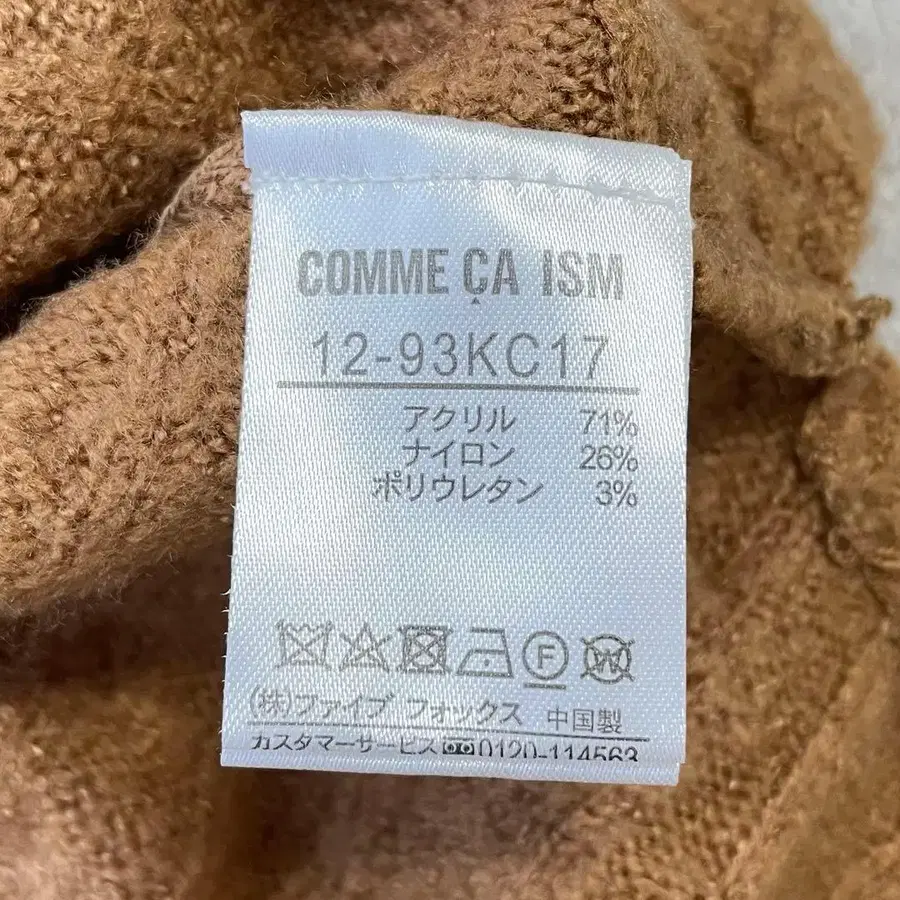 COMME ÇA ISM
12-93KC17
アクリル 71%
ナイロン 26%
ポリウレタン 3%
F W
(株)ファイブ フォックス 中国製
カスタマーサービス 0120-114563